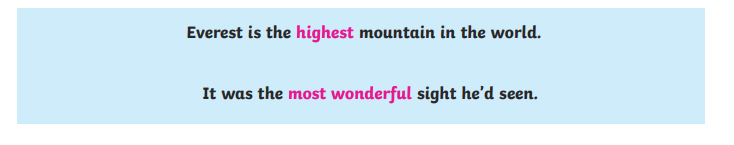 Everest is the highest mountain in the world.
It was the most wonderful sight he’d seen.